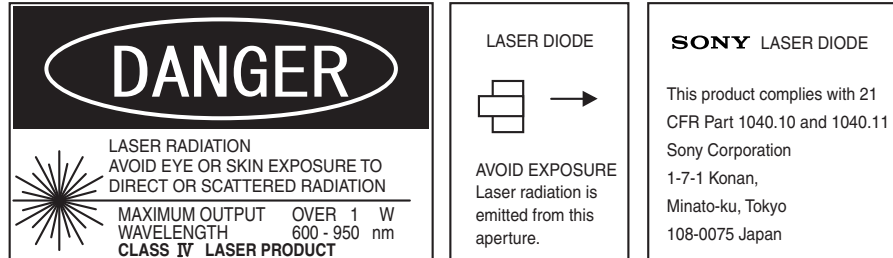 DANGER
LASER RADIATION
AVOID EYE OR SKIN EXPOSURE TO
DIRECT OR SCATTERED RADIATION
MAXIMUM OUTPUT OVER 1 W
WAVELENGTH 600 - 950 nm
CLASS Ⅳ LASER PRODUCT
LASER DIODE
AVOID EXPOSURE
Laser radiation is
emitted from this
aperture.
SONY LASER DIODE
This product complies with 21
CFR Part 1040.10 and 1040.11
Sony Corporation
1-7-1 Konan,
Minato-ku, Tokyo
108-0075 Japan